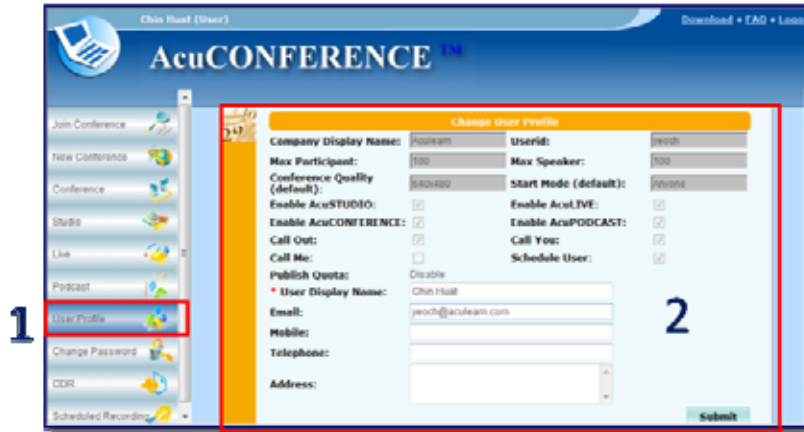 Chin Huat (User)
Download • FAQ • Logo
AcuCONFERENCE ™
Join Conference
New Conference
Conference
Studio
Live
Podcast
User Profile
Change Password
CDR
Scheduled Recording
1
Change User Profile
Company Display Name: Aculearn Userid: yeoch
Max Participant: 100 Max Speaker: 100
Conference Quality (default): 640x480 Start Mode (default): Anyone
Enable AcuSTUDIO: Enable AcuLIVE:
Enable AcuCONFERENCE: Enable AcuPODCAST:
Call Out: Call You:
Call Me: Schedule User:
Publish Quota: Disable
* User Display Name: Chin Huat
Email: yeoch@aculearn.com
Mobile:
Telephone:
Address:
2
Submit